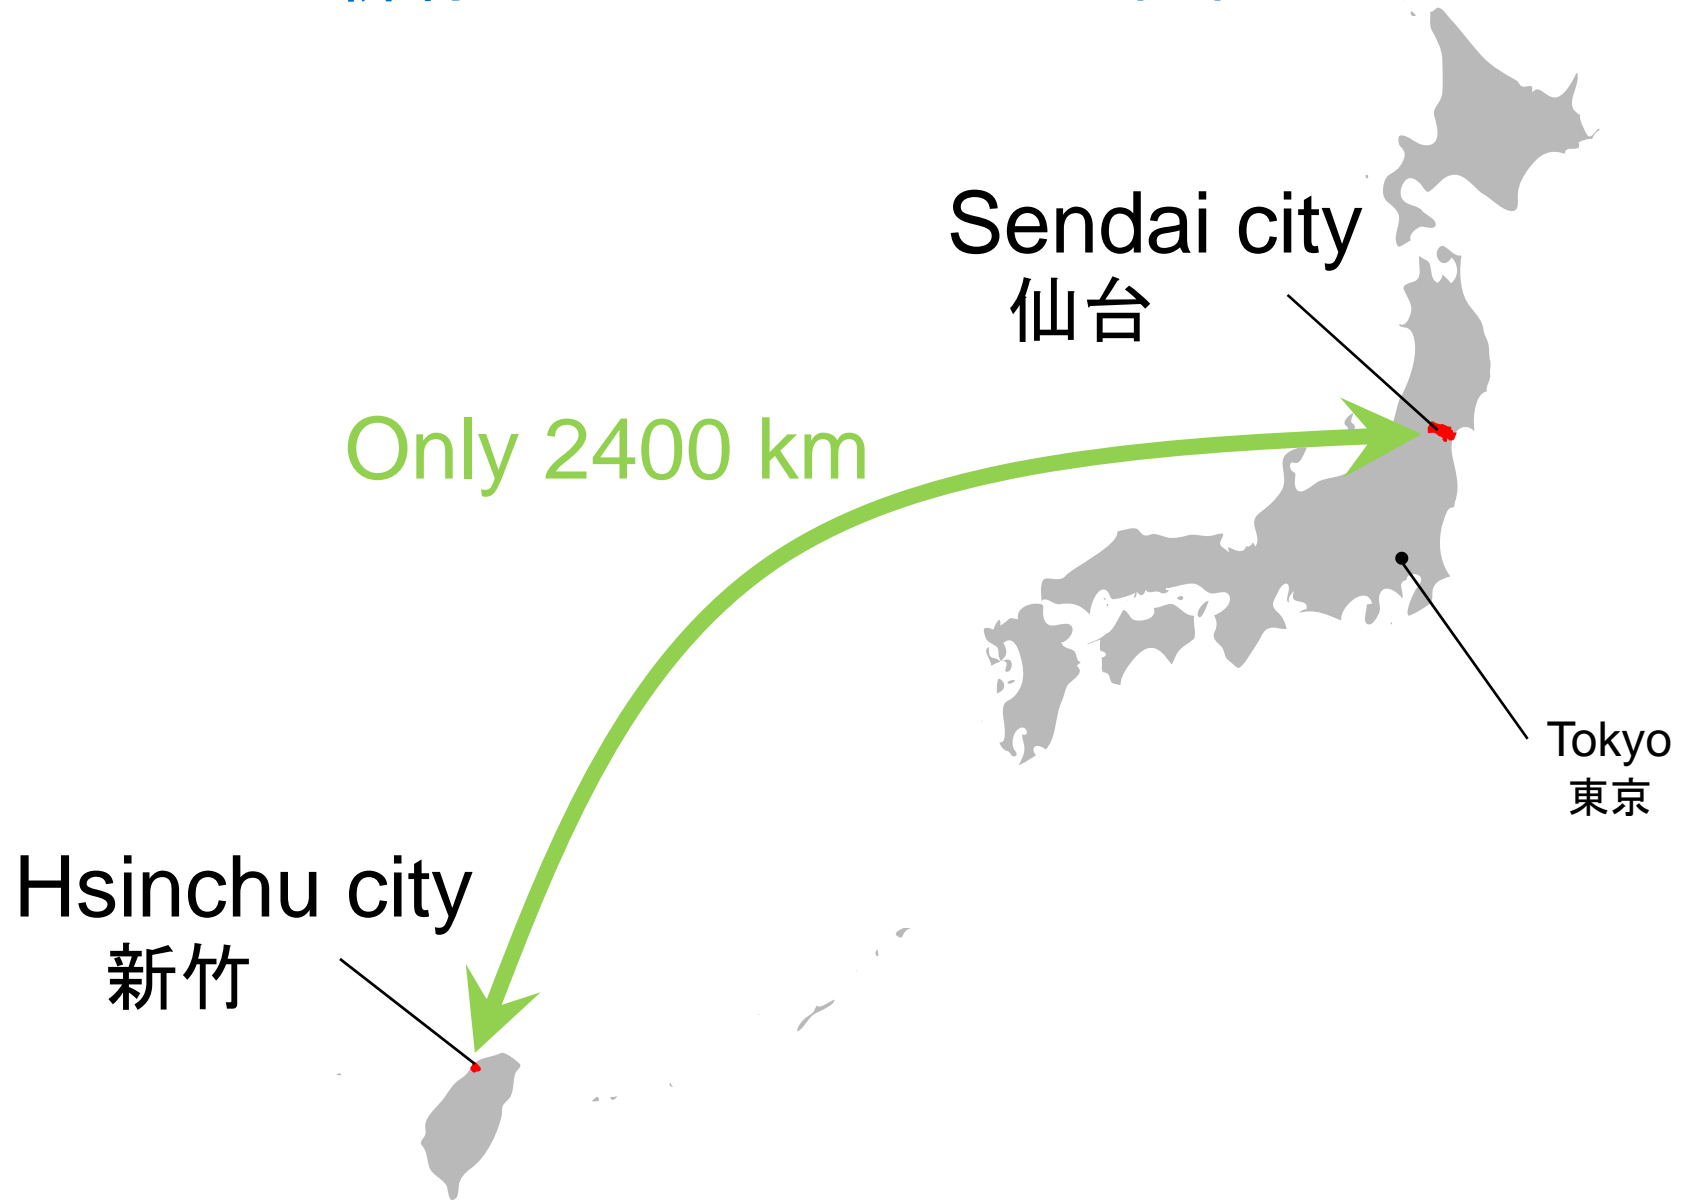 Sendai city
仙台
Only 2400 km
Tokyo
東京
Hsinchu city
新竹